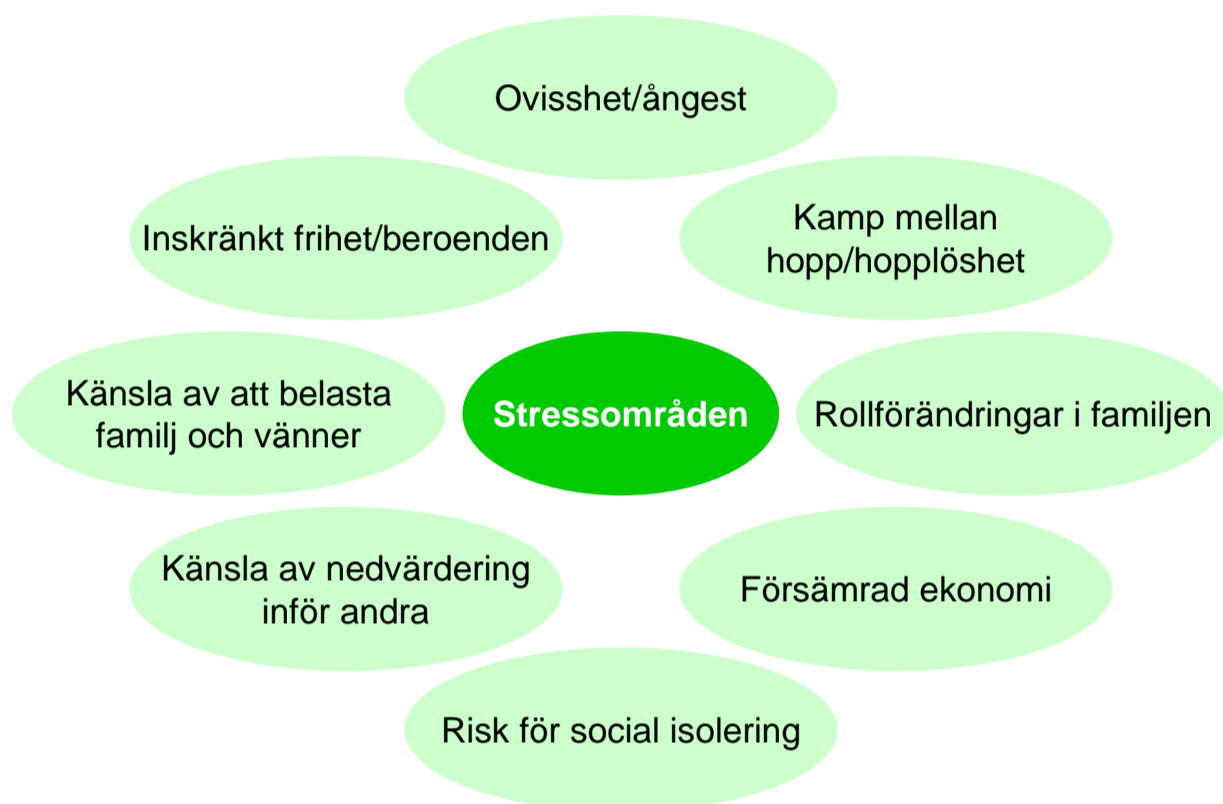 Ovisshet/ångest
Inskränkt frihet/beroenden
Kamp mellan
hopp/hopplöshet
Känsla av att belasta
familj och vänner
Stressområden
Rollförändringar i familjen
Känsla av nedvärdering
inför andra
Försämrad ekonomi
Risk för social isolering